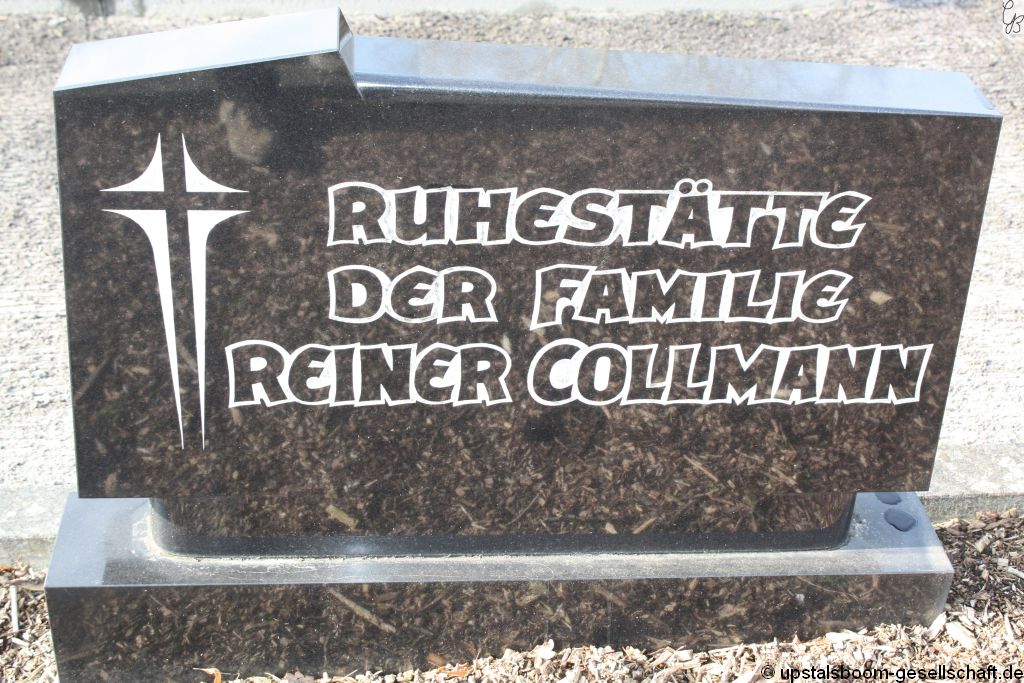 RUHESTÄTTE
DER FAMILIE
REINER COLLMANN
© upstalsboom-gesellschaft.de